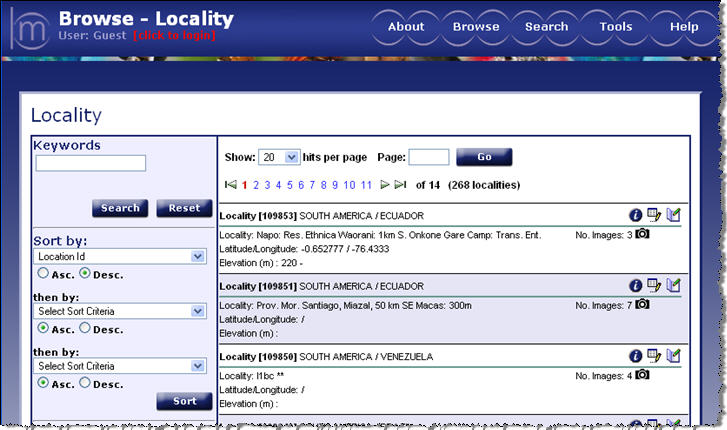 m
Browse - Locality
User: Guest [click to login]
About Browse Search Tools Help
Locality
Keywords
Search Reset
Sort by:
Location Id
Asc. Desc.
then by:
Select Sort Criteria
Asc. Desc.
then by:
Select Sort Criteria
Asc. Desc.
Sort
Show: 20 hits per page Page: Go
1 2 3 4 5 6 7 8 9 10 11 of 14 (268 localities)
Locality [109853] SOUTH AMERICA / ECUADOR
Locality: Napo: Res. Ethnica Waorani: 1km S. Onkone Gare Camp: Trans. Ent. No. Images: 3
Latitude/Longitude: -0.652777 / -76.4333
Elevation (m) : 220 -
Locality [109851] SOUTH AMERICA / ECUADOR
Locality: Prov. Mor. Santiago, Miazal, 50 km SE Macas: 300m No. Images: 7
Latitude/Longitude: /
Elevation (m) :
Locality [109850] SOUTH AMERICA / VENEZUELA
Locality: l1bc ** No. Images: 4
Latitude/Longitude: /
Elevation (m) :